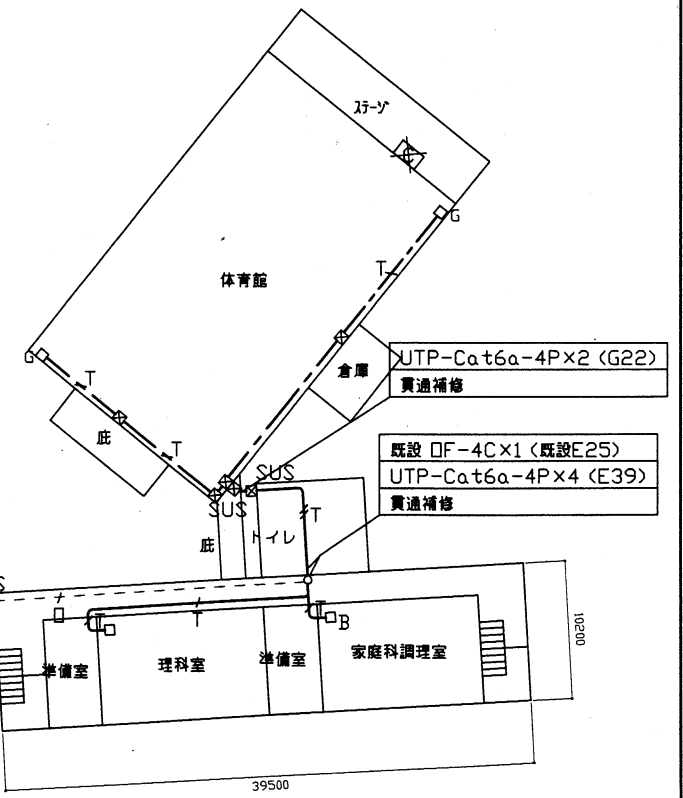 ステージ
G
T
体育館
倉庫
UTP-Cat6a-4P×2 (G22)
貫通補修
G
T
庇
T
既設 OF-4C×1 (既設E25)
UTP-Cat6a-4P×4 (E39)
貫通補修
SUS
SUS
T
庇
トイレ
S
T
T
T
B
準備室
理科室
準備室
家庭科調理室
10200
39500